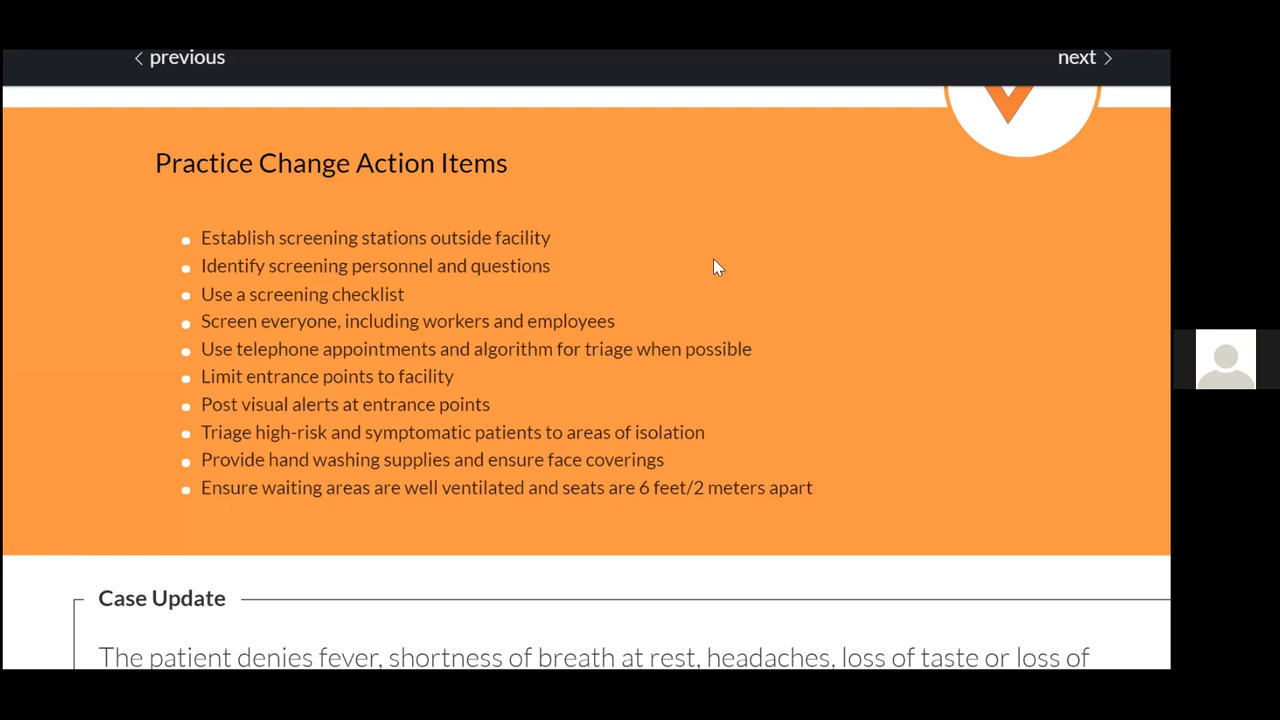 previous
next
Practice Change Action Items
Establish screening stations outside facility
Identify screening personnel and questions
Use a screening checklist
Screen everyone, including workers and employees
Use telephone appointments and algorithm for triage when possible
Limit entrance points to facility
Post visual alerts at entrance points
Triage high-risk and symptomatic patients to areas of isolation
Provide hand washing supplies and ensure face coverings
Ensure waiting areas are well ventilated and seats are 6 feet/2 meters apart
Case Update
The patient denies fever, shortness of breath at rest, headaches, loss of taste or loss of